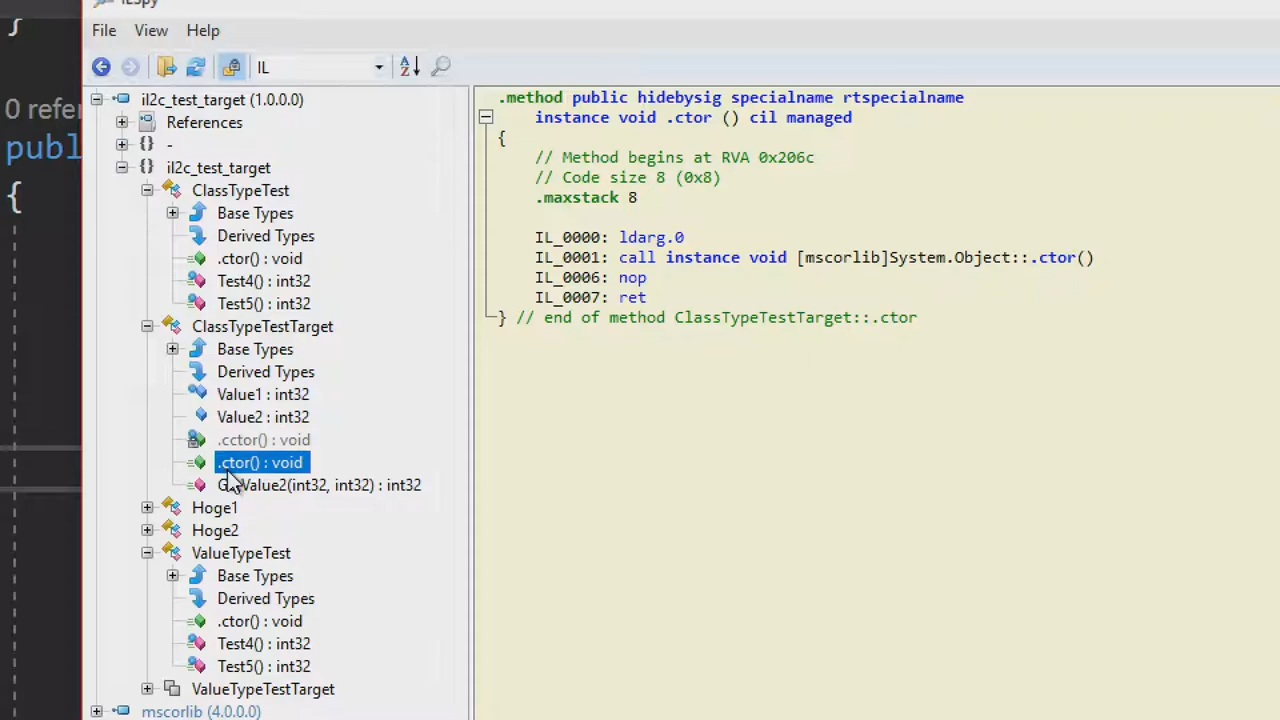 ILSpy
File View Help
IL
il2c_test_target (1.0.0.0)
References
-
il2c_test_target
ClassTypeTest
Base Types
Derived Types
.ctor() : void
Test4() : int32
Test5() : int32
ClassTypeTestTarget
Base Types
Derived Types
Value1 : int32
Value2 : int32
.cctor() : void
.ctor() : void
Value2(int32, int32) : int32
Hoge1
Hoge2
ValueTypeTest
Base Types
Derived Types
.ctor() : void
Test4() : int32
Test5() : int32
ValueTypeTestTarget
mscorlib (4.0.0.0)
.method public hidebysig specialname rtspecialname
instance void .ctor () cil managed
{
// Method begins at RVA 0x206c
// Code size 8 (0x8)
.maxstack 8
IL_0000: ldarg.0
IL_0001: call instance void [mscorlib]System.Object::.ctor()
IL_0006: nop
IL_0007: ret
} // end of method ClassTypeTestTarget::.ctor
}
0 refer
publ
{